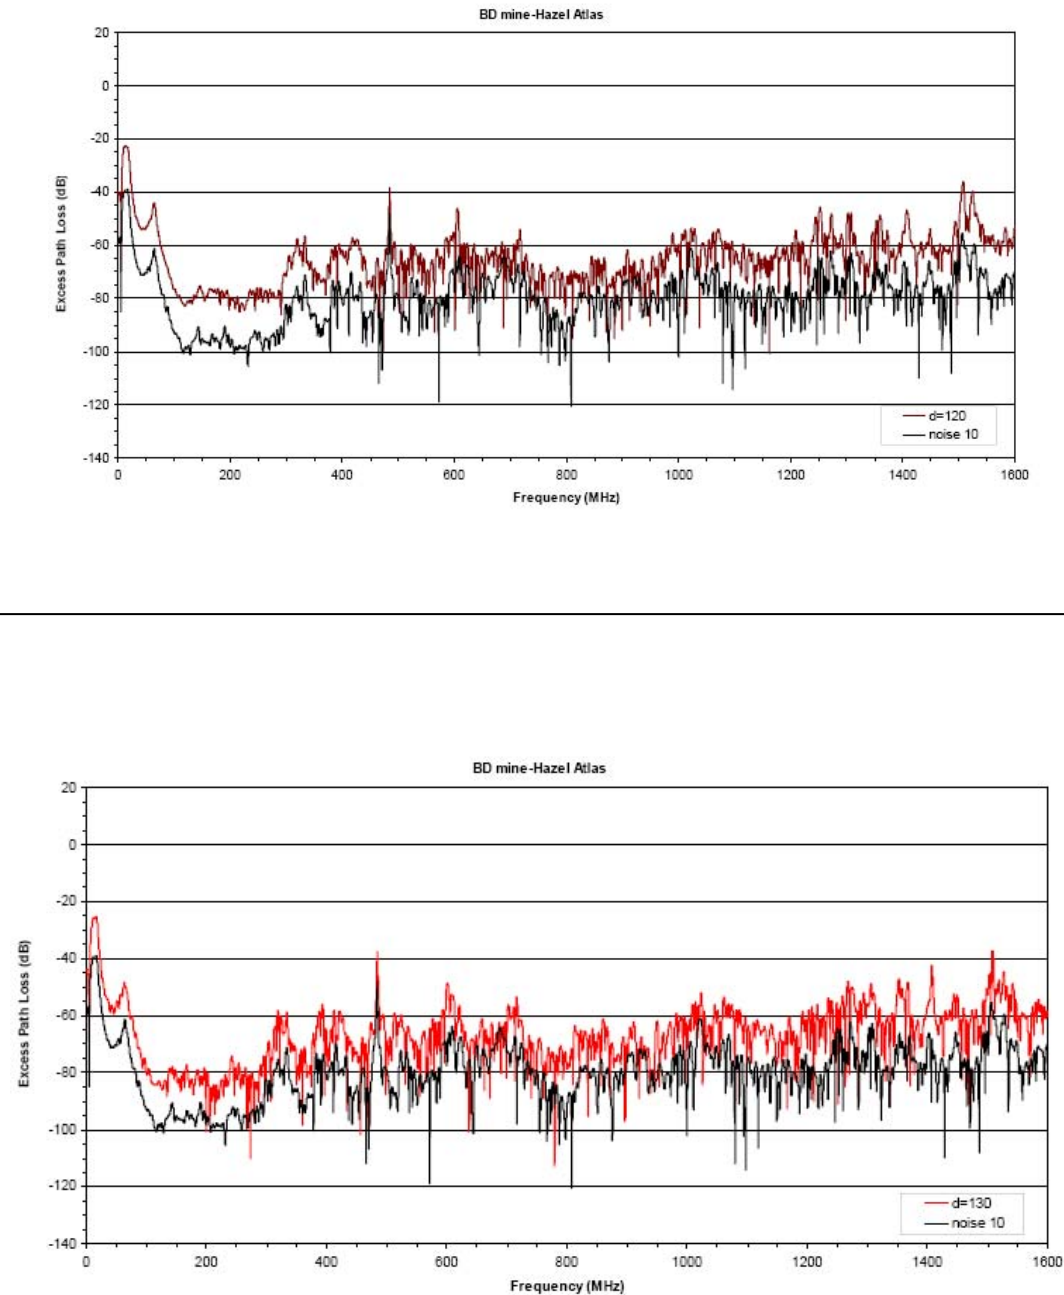 BD mine-Hazel Atlas
20
0
-20
-40
-60
-80
-100
-120
-140
Excess Path Loss (dB)
d=120
noise 10
0 200 400 600 800 1000 1200 1400 1600
Frequency (MHz)
BD mine-Hazel Atlas
20
0
-20
-40
-60
-80
-100
-120
-140
Excess Path Loss (dB)
d=130
noise 10
0 200 400 600 800 1000 1200 1400 1600
Frequency (MHz)